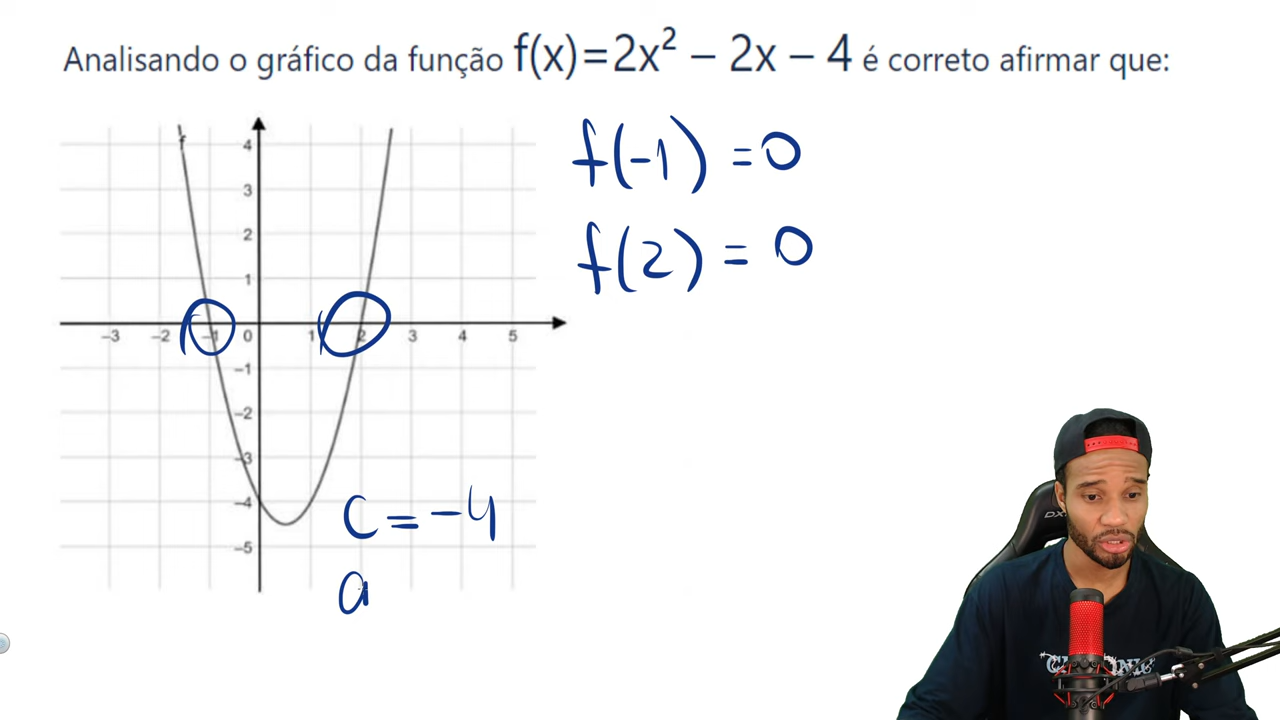 Analisando o gráfico da função f(x)=2x² – 2x – 4 é correto afirmar que:
f(-1) = 0
f(2) = 0
f
4
3
2
1
–3 –2 –1 0 1 2 3 4 5
–1
–2
–3
–4
–5
c = -4
a
DX